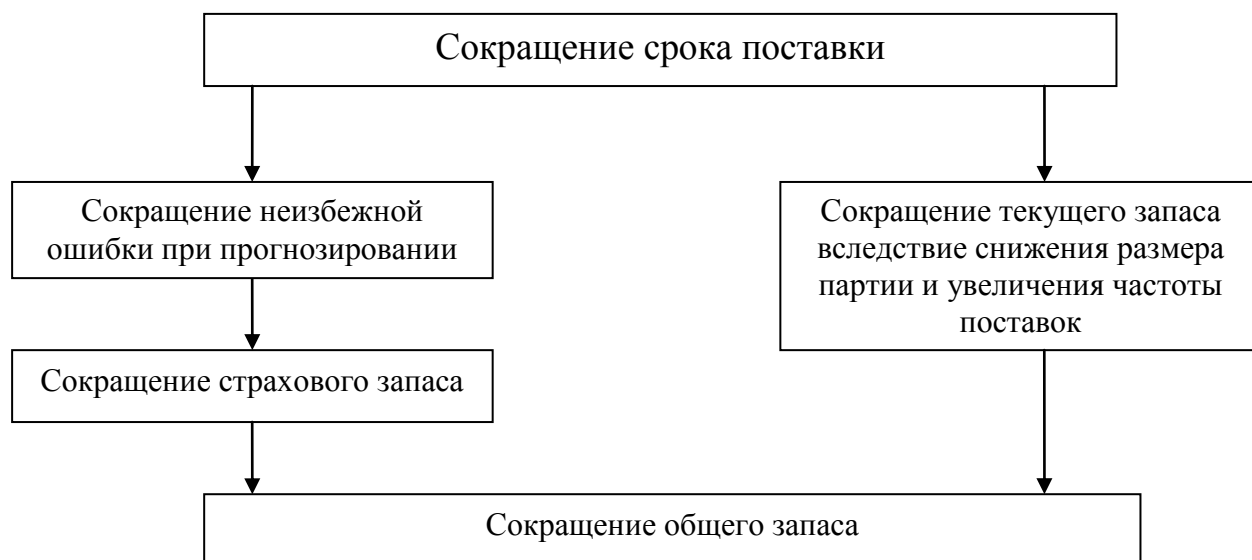 Сокращение срока поставки
Сокращение неизбежной
ошибки при прогнозировании
Сокращение текущего запаса
вследствие снижения размера
партии и увеличения частоты
поставок
Сокращение страхового запаса
Сокращение общего запаса